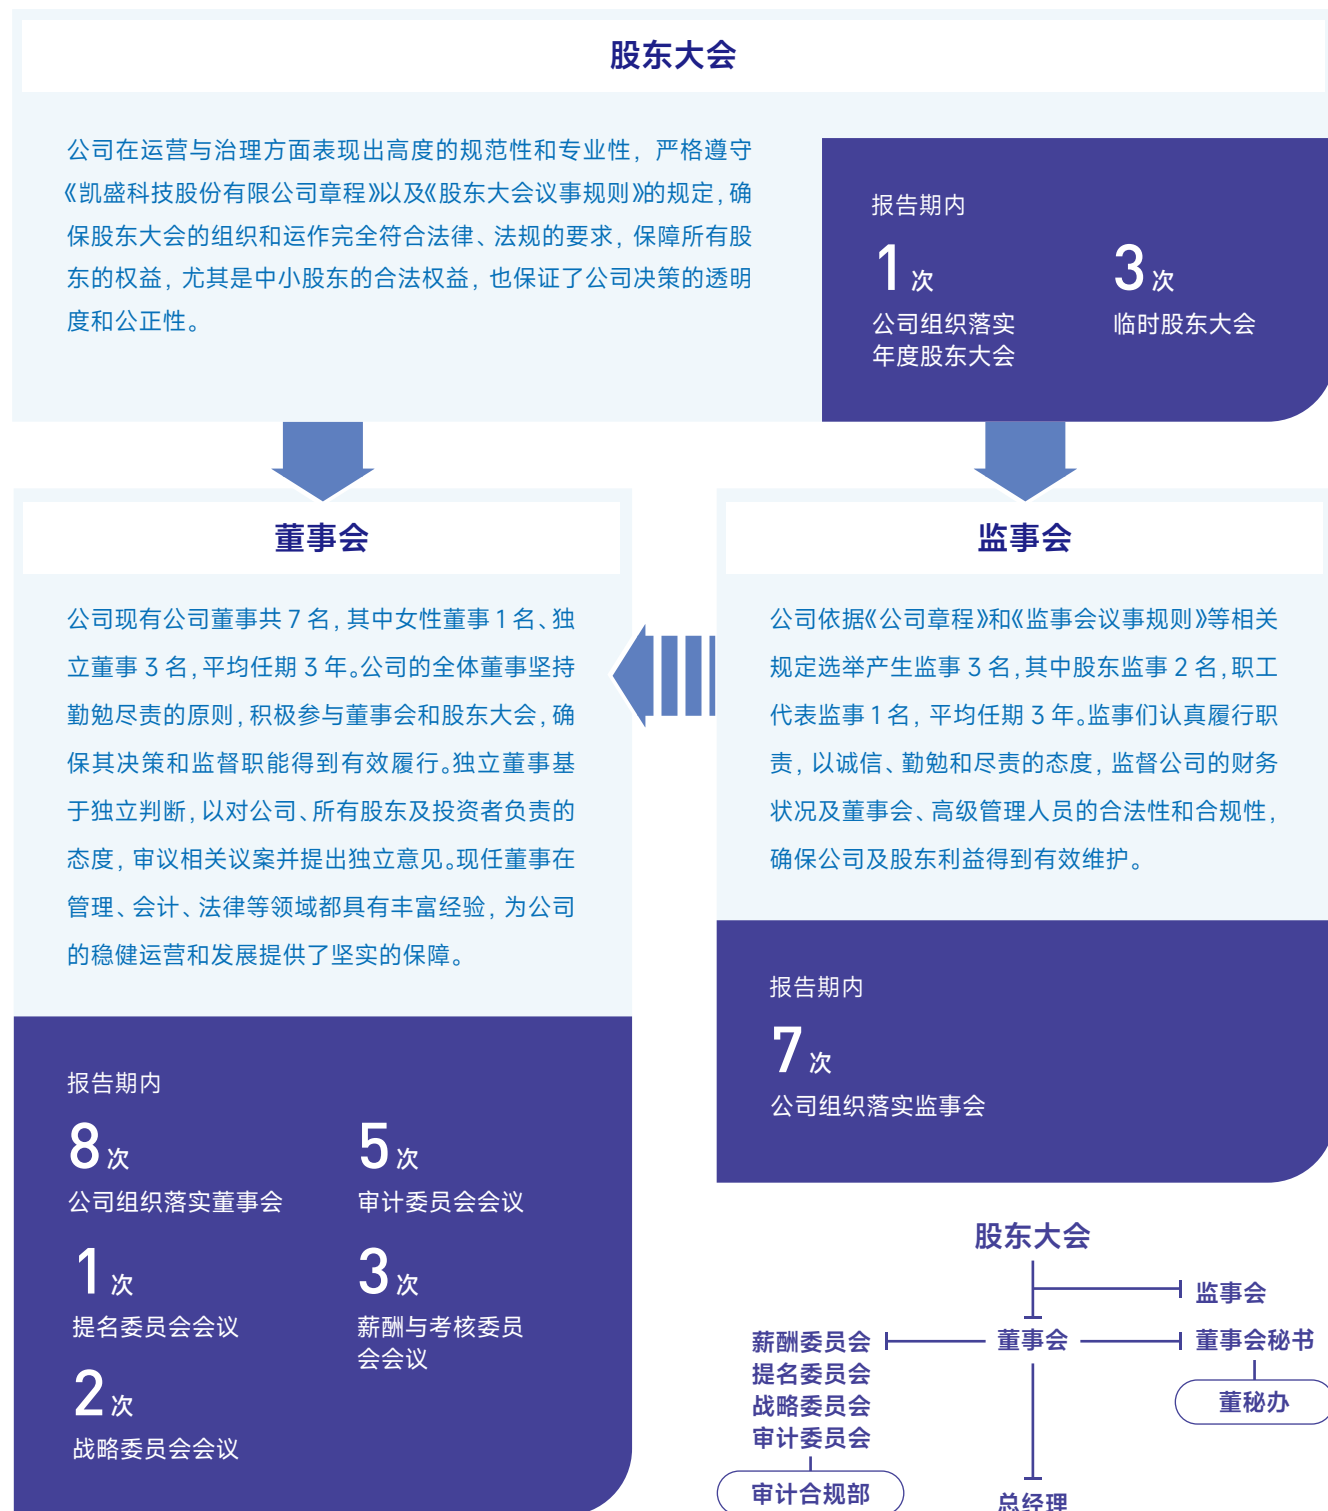 股东大会
公司在运营与治理方面表现出高度的规范性和专业性，严格遵守
《凯盛科技股份有限公司章程》以及《股东大会议事规则》的规定，确
保股东大会的组织和运作完全符合法律、法规的要求，保障所有股
东的权益，尤其是中小股东的合法权益，也保证了公司决策的透明
度和公正性。
报告期内
1 次
公司组织落实
年度股东大会
3 次
临时股东大会
董事会
公司现有公司董事共 7 名，其中女性董事 1 名、独
立董事 3 名，平均任期 3 年。公司的全体董事坚持
勤勉尽责的原则，积极参与董事会和股东大会，确
保其决策和监督职能得到有效履行。独立董事基
于独立判断，以对公司、所有股东及投资者负责的
态度，审议相关议案并提出独立意见。现任董事在
管理、会计、法律等领域都具有丰富经验，为公司
的稳健运营和发展提供了坚实的保障。
报告期内
8 次
公司组织落实董事会
5 次
审计委员会会议
1 次
提名委员会会议
3 次
薪酬与考核委员
会会议
2 次
战略委员会会议
监事会
公司依据《公司章程》和《监事会议事规则》等相关
规定选举产生监事 3 名，其中股东监事 2 名，职工
代表监事 1 名，平均任期 3 年。监事们认真履行职
责，以诚信、勤勉和尽责的态度，监督公司的财务
状况及董事会、高级管理人员的合法性和合规性，
确保公司及股东利益得到有效维护。
报告期内
7 次
公司组织落实监事会
股东大会
监事会
薪酬委员会
董事会
董事会秘书
提名委员会
战略委员会
董秘办
审计委员会
审计合规部
总经理